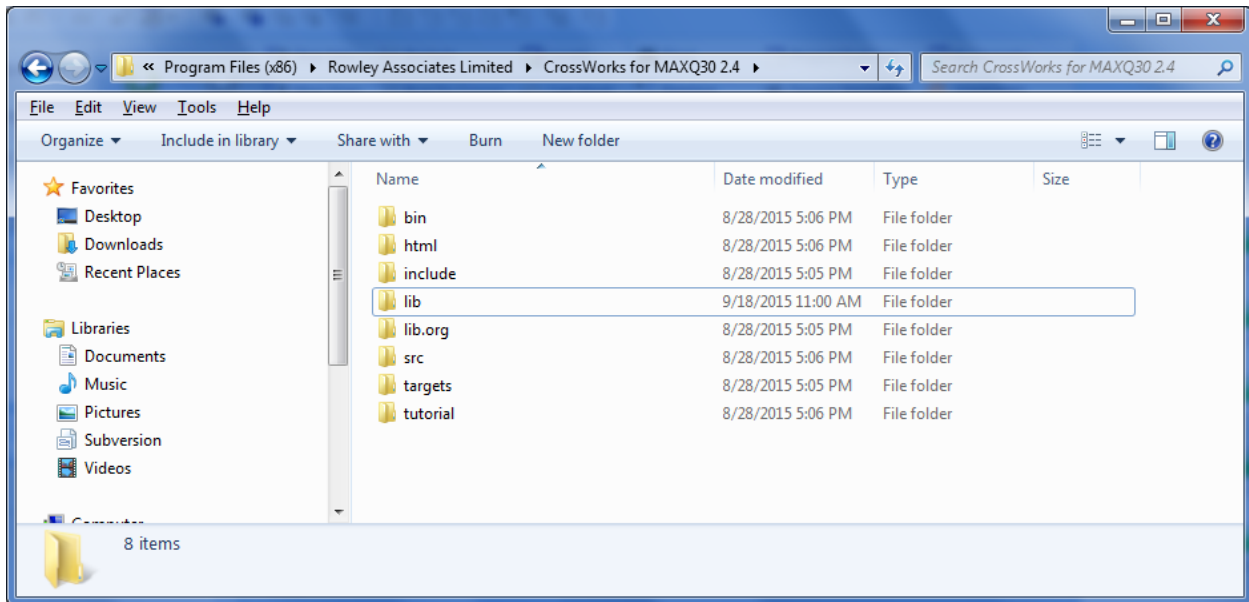 « Program Files (x86) ▸ Rowley Associates Limited ▸ CrossWorks for MAXQ30 2.4 ▸ Search CrossWorks for MAXQ30 2.4
File Edit View Tools Help
Organize Include in library Share with Burn New folder
Favorites
Desktop
Downloads
Recent Places
Libraries
Documents
Music
Pictures
Subversion
Videos
Name Date modified Type Size
bin 8/28/2015 5:06 PM File folder
html 8/28/2015 5:06 PM File folder
include 8/28/2015 5:05 PM File folder
lib 9/18/2015 11:00 AM File folder
lib.org 8/28/2015 5:05 PM File folder
src 8/28/2015 5:06 PM File folder
targets 8/28/2015 5:05 PM File folder
tutorial 8/28/2015 5:06 PM File folder
8 items